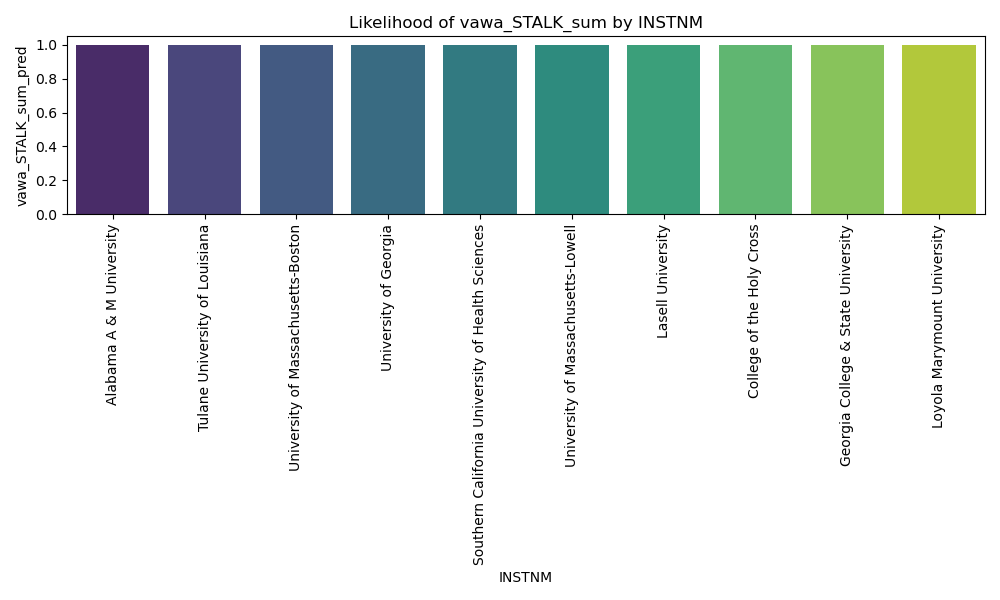 Likelihood of vawa_STALK_sum by INSTNM
vawa_STALK_sum_pred
1.0
0.8
0.6
0.4
0.2
0.0
Alabama A & M University
Tulane University of Louisiana
University of Massachusetts-Boston
University of Georgia
Southern California University of Health Sciences
University of Massachusetts-Lowell
Lasell University
College of the Holy Cross
Georgia College & State University
Loyola Marymount University
INSTNM